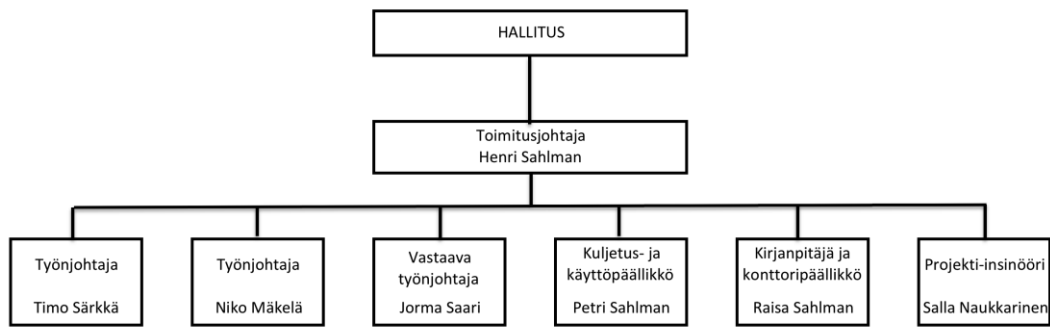 HALLITUS
Toimitusjohtaja
Henri Sahlman
Työnjohtaja
Timo Särkkä
Työnjohtaja
Niko Mäkelä
Vastaava
työnjohtaja
Jorma Saari
Kuljetus- ja
käyttöpäällikkö
Petri Sahlman
Kirjanpitäjä ja
konttoripäällikkö
Raisa Sahlman
Projekti-insinööri
Salla Naukkarinen